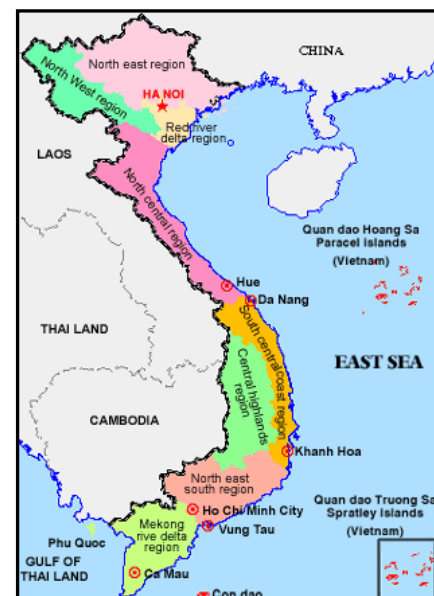 CHINA
North east region
North West region
HA NOI
Red river
delta region
LAOS
North central region
Quan dao Hoang Sa
Paracel islands
(Vietnam)
Hue
Da Nang
South central coast region
THAI LAND
EAST SEA
Central highlands
region
CAMBODIA
Khanh Hoa
North east
south region
Quan dao Truong Sa
Spratley islands
(Vietnam)
Ho Chi Minh City
Mekong
rive delta
region
Vung Tau
Phu Quoc
GULF OF
THAI LAND
Ca Mau
Con dao